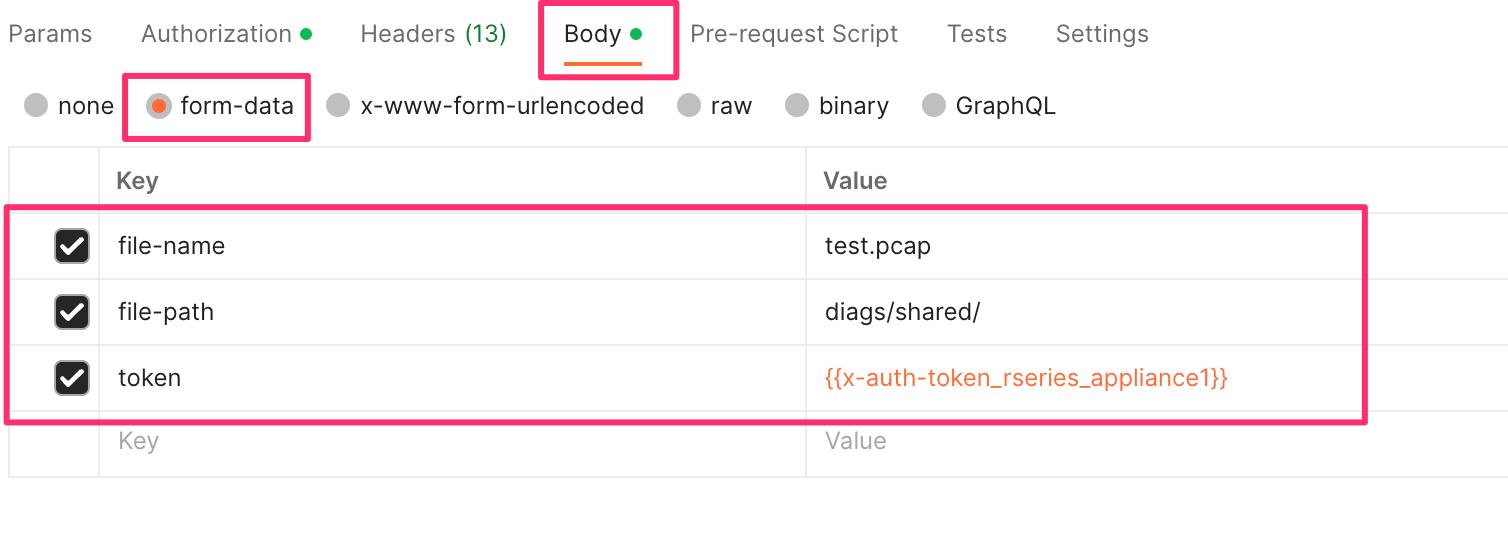 Params Authorization Headers (13) Body Pre-request Script Tests Settings
none form-data x-www-form-urlencoded raw binary GraphQL
Key Value
file-name test.pcap
file-path diags/shared/
token {{x-auth-token_rseries_appliance1}}
Key Value